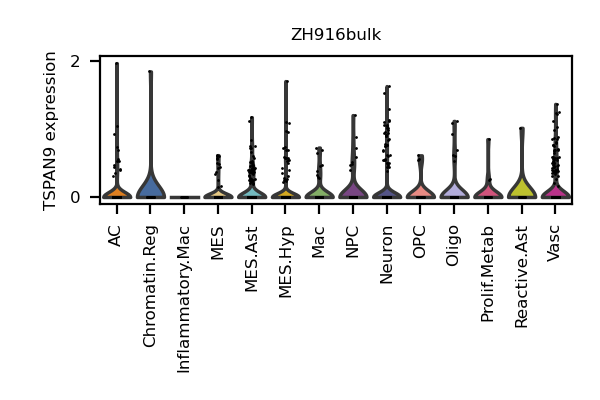 ZH916bulk
TSPAN9 expression
2
0
AC
Chromatin.Reg
Inflammatory.Mac
MES
MES.Ast
MES.Hyp
Mac
NPC
Neuron
OPC
Oligo
Prolif.Metab
Reactive.Ast
Vasc